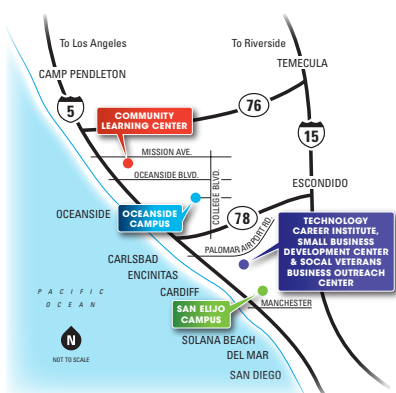 To Los Angeles
To Riverside
TEMECULA
CAMP PENDLETON
5
76
15
COMMUNITY
LEARNING CENTER
MISSION AVE.
OCEANSIDE BLVD.
COLLEGE BLVD.
ESCONDIDO
OCEANSIDE
OCEANSIDE
CAMPUS
78
PALOMAR AIRPORT RD.
TECHNOLOGY
CAREER INSTITUTE,
SMALL BUSINESS
DEVELOPMENT CENTER
& SOCAL VETERANS
BUSINESS OUTREACH
CENTER
CARLSBAD
ENCINITAS
CARDIFF
PACIFIC
OCEAN
SAN ELIJO
CAMPUS
MANCHESTER
N
NOT TO SCALE
SOLANA BEACH
DEL MAR
SAN DIEGO